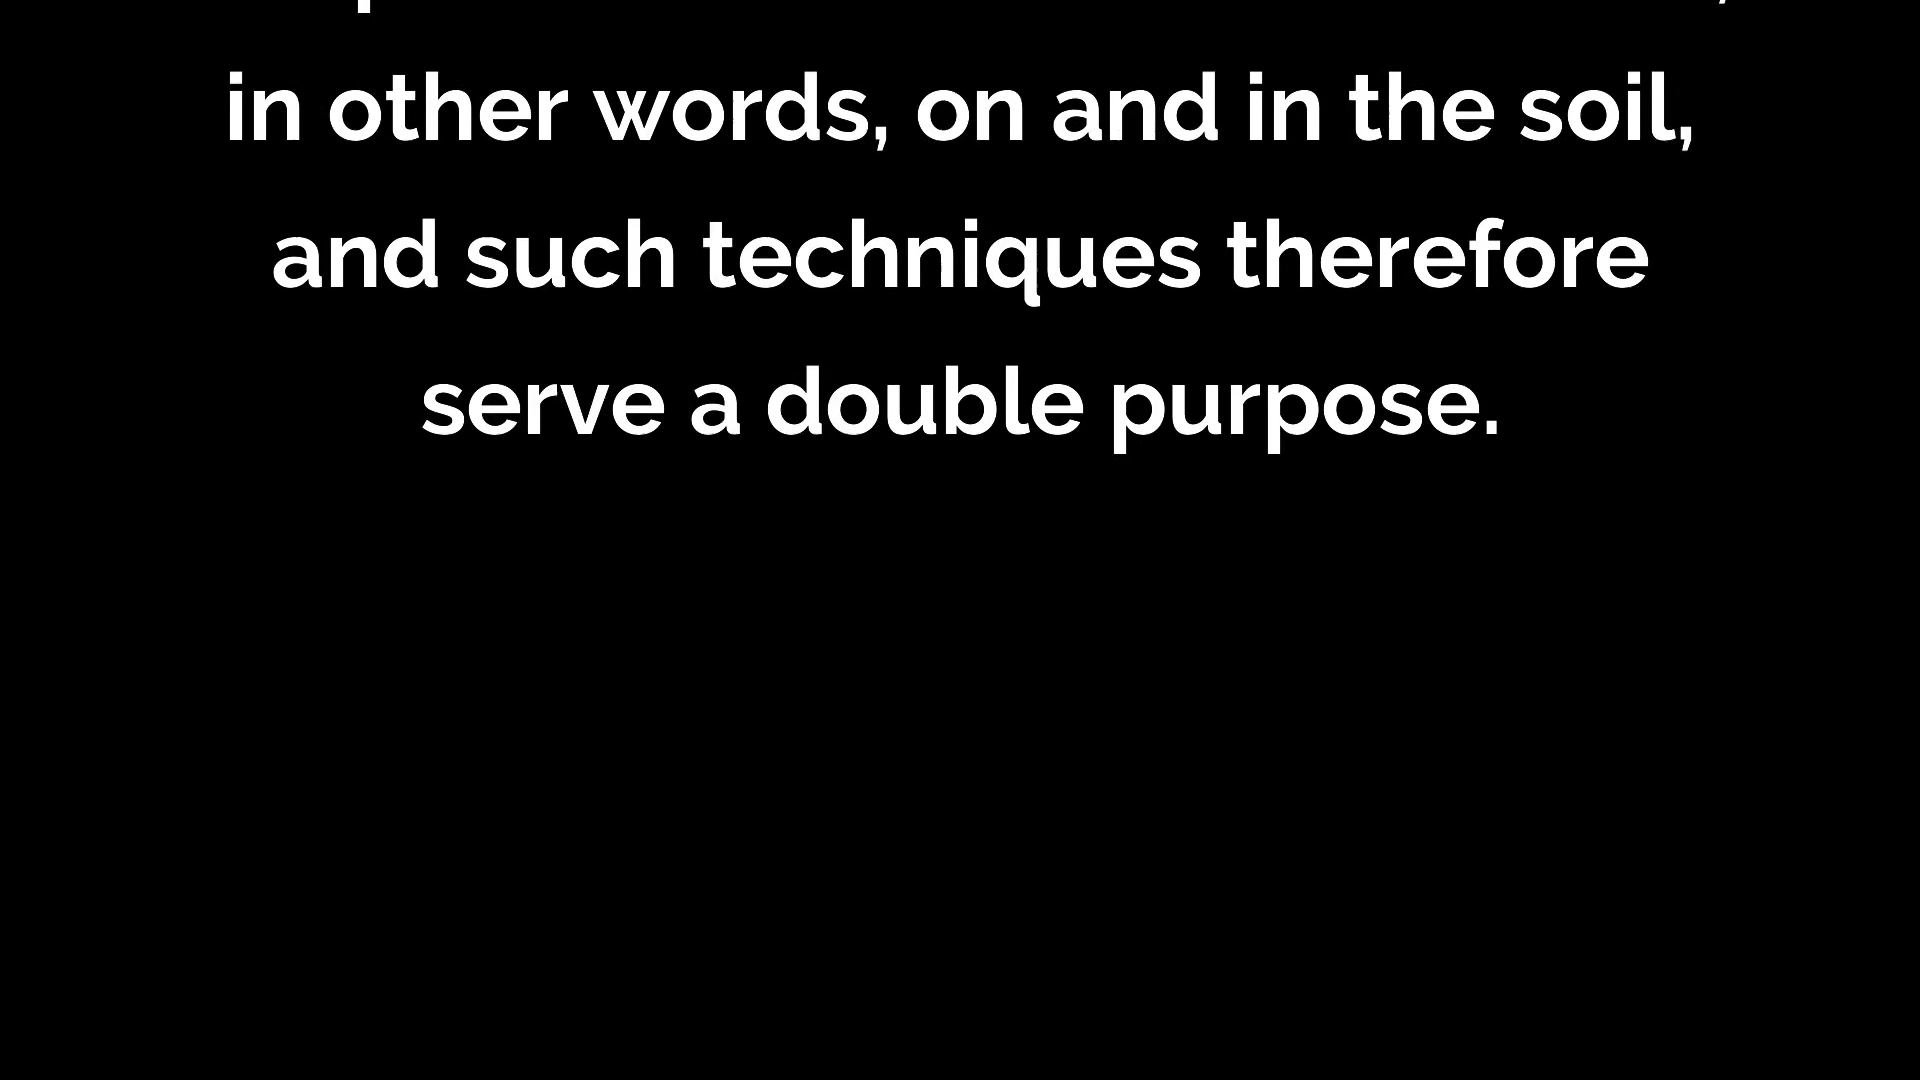 in other words, on and in the soil,
and such techniques therefore
serve a double purpose.